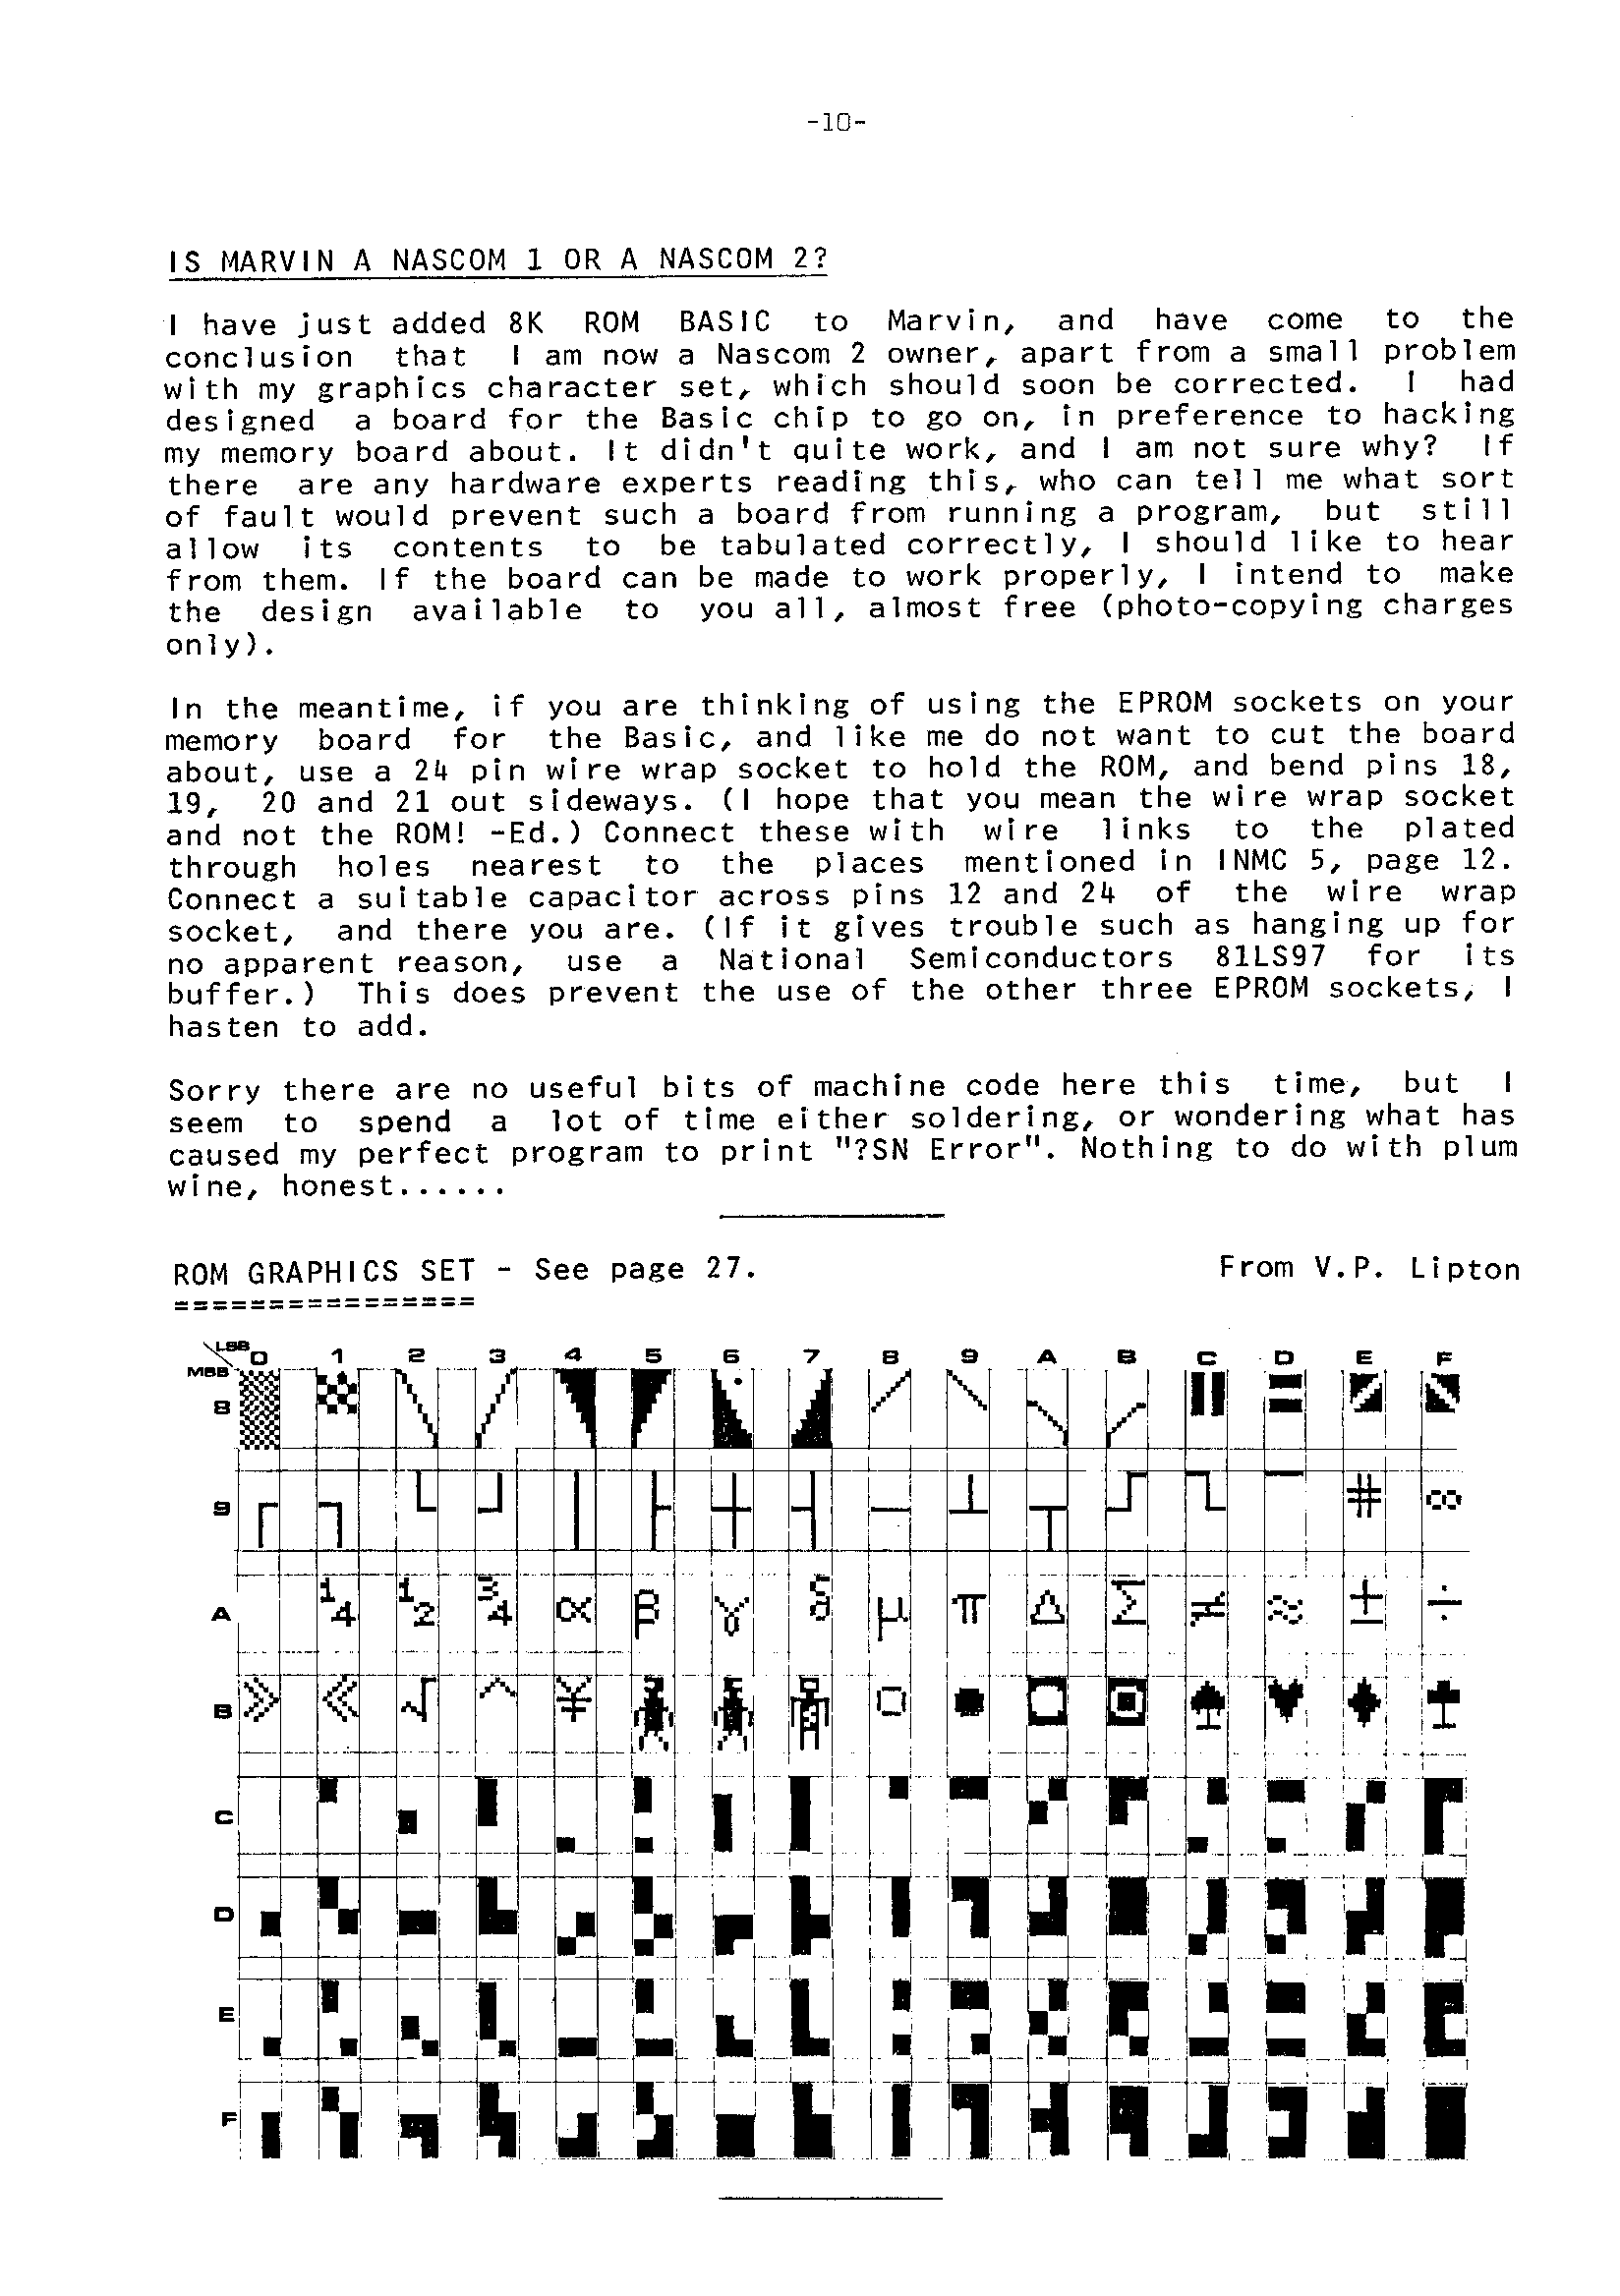 -10-
IS MARVIN A NASCOM 1 OR A NASCOM 2?
I have just added 8K ROM BASIC to Marvin, and have come to the
conclusion that I am now a Nascom 2 owner, apart from a small problem
with my graphics character set, which should soon be corrected. I had
designed a board for the Basic chip to go on, in preference to hacking
my memory board about. It didn't quite work, and I am not sure why? If
there are any hardware experts reading this, who can tell me what sort
of fault would prevent such a board from running a program, but still
allow its contents to be tabulated correctly, I should like to hear
from them. If the board can be made to work properly, I intend to make
the design available to you all, almost free (photo-copying charges
only).
In the meantime, if you are thinking of using the EPROM sockets on your
memory board for the Basic, and like me do not want to cut the board
about, use a 24 pin wire wrap socket to hold the ROM, and bend pins 18,
19, 20 and 21 out sideways. (I hope that you mean the wire wrap socket
and not the ROM! -Ed.) Connect these with wire links to the plated
through holes nearest to the places mentioned in INMC 5, page 12.
Connect a suitable capacitor across pins 12 and 24 of the wire wrap
socket, and there you are. (If it gives trouble such as hanging up for
no apparent reason, use a National Semiconductors 81LS97 for its
buffer.) This does prevent the use of the other three EPROM sockets, I
hasten to add.
Sorry there are no useful bits of machine code here this time, but I
seem to spend a lot of time either soldering, or wondering what has
caused my perfect program to print "?SN Error". Nothing to do with plum
wine, honest......
ROM GRAPHICS SET - See page 27. From V.P. Lipton
================
LSB 0 1 2 3 4 5 6 7 8 9 A B C D E F
MSB
8
9 # ∞
A 1/4 1/2 3/4 α β γ δ μ π Δ Σ ≠ ≈ ± ÷
B » « √ ^ ¥ ♠ ♥ ♦ ♣
C
D
E
F